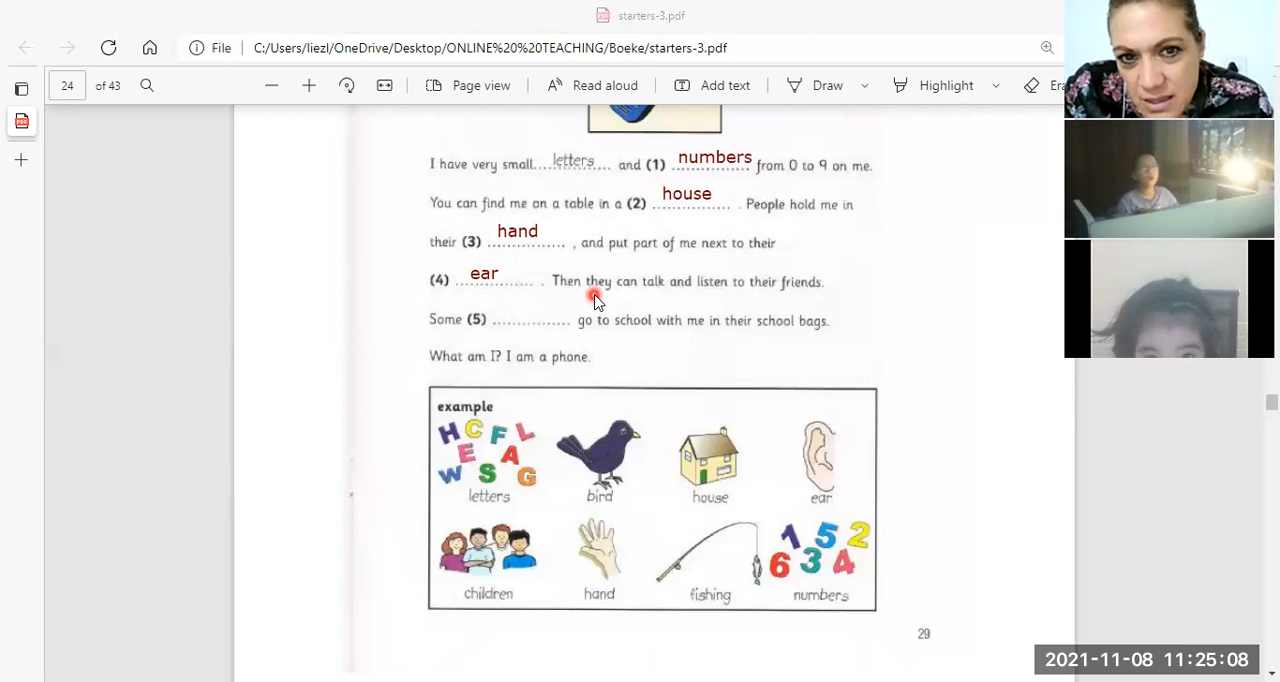 starters-3.pdf
File C:/Users/liezl/OneDrive/Desktop/ONLINE%20%20TEACHING/Boeke/starters-3.pdf
24 of 43 Page view Read aloud Add text Draw Highlight Era
I have very small....letters.... and (1) numbers from 0 to 9 on me.
You can find me on a table in a (2) house . People hold me in
their (3) hand , and put part of me next to their
(4) ear . Then they can talk and listen to their friends.
Some (5) ................ go to school with me in their school bags.
What am I? I am a phone.
example
H C F L
E A
W S G
1 5 2
6 3 4
letters bird house ear
children hand fishing numbers
29
2021-11-08 11:25:08